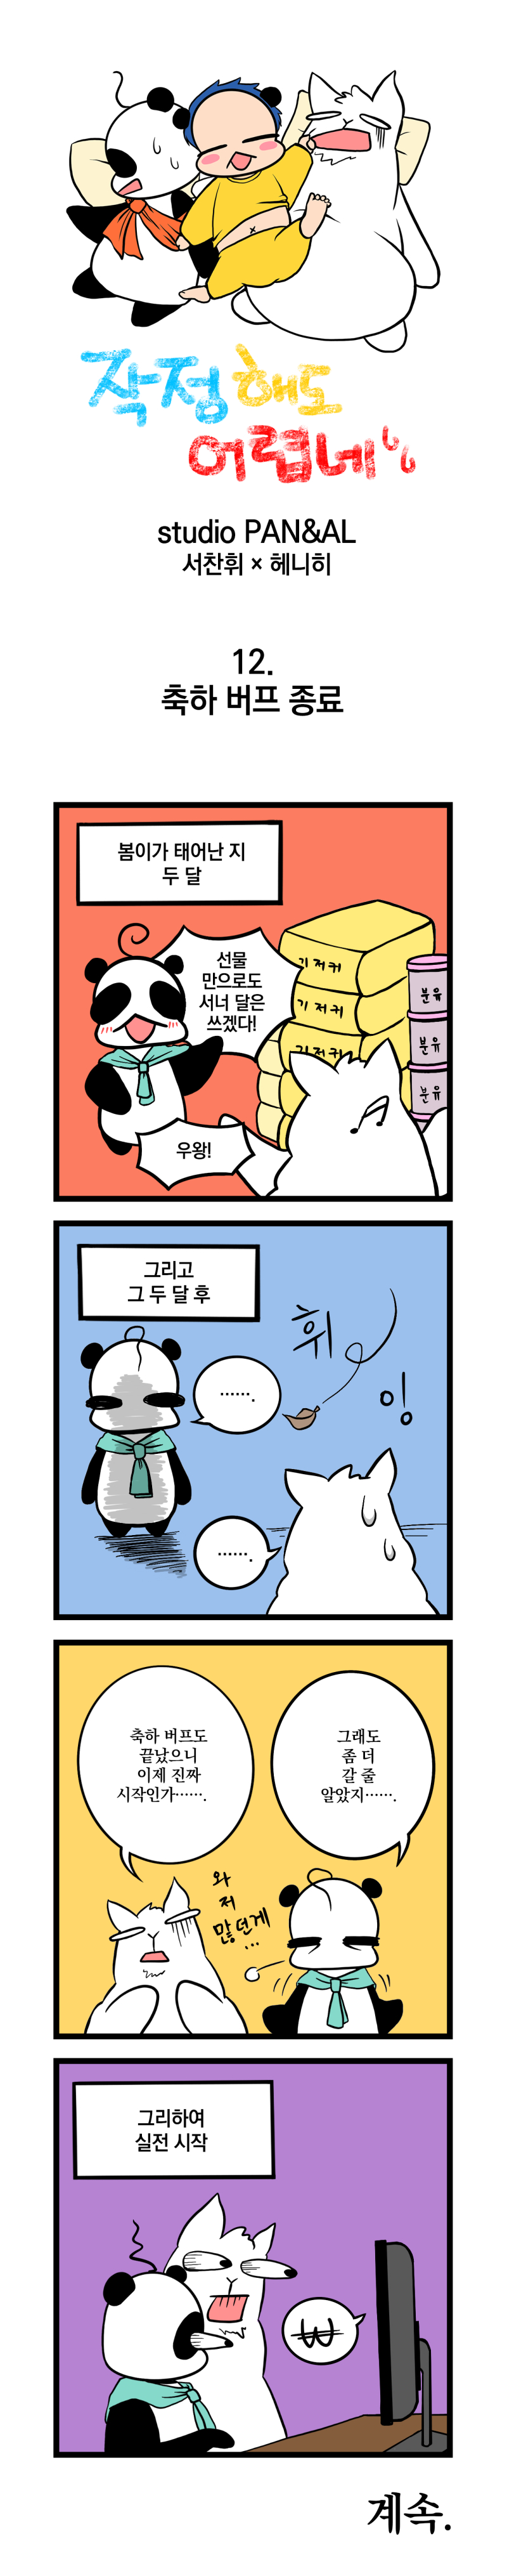 작정해도
어렵네
studio PAN&AL
서찬휘 × 헤니히
12.
축하 버프 종료
봄이가 태어난 지
두 달
선물
만으로도
서너 달은
쓰겠다!
기저귀
기저귀
기저귀
분유
분유
분유
우왕!
그리고
그 두 달 후
휘
잉
…….
…….
축하 버프도
끝났으니
이제 진짜
시작인가…….
그래도
좀 더
갈 줄
알았지…….
와
저
많던게
...
그리하여
실전 시작
₩
계속.